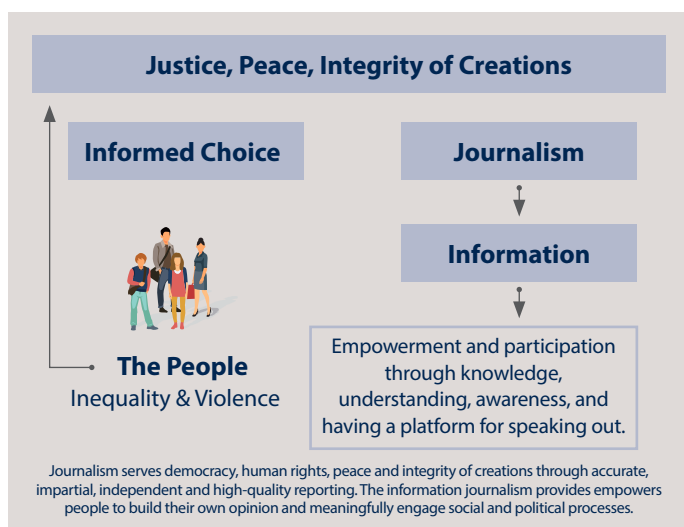 Justice, Peace, Integrity of Creations
Informed Choice
Journalism
Information
The People
Inequality & Violence
Empowerment and participation
through knowledge,
understanding, awareness, and
having a platform for speaking out.
Journalism serves democracy, human rights, peace and integrity of creations through accurate,
impartial, independent and high-quality reporting. The information journalism provides empowers
people to build their own opinion and meaningfully engage social and political processes.